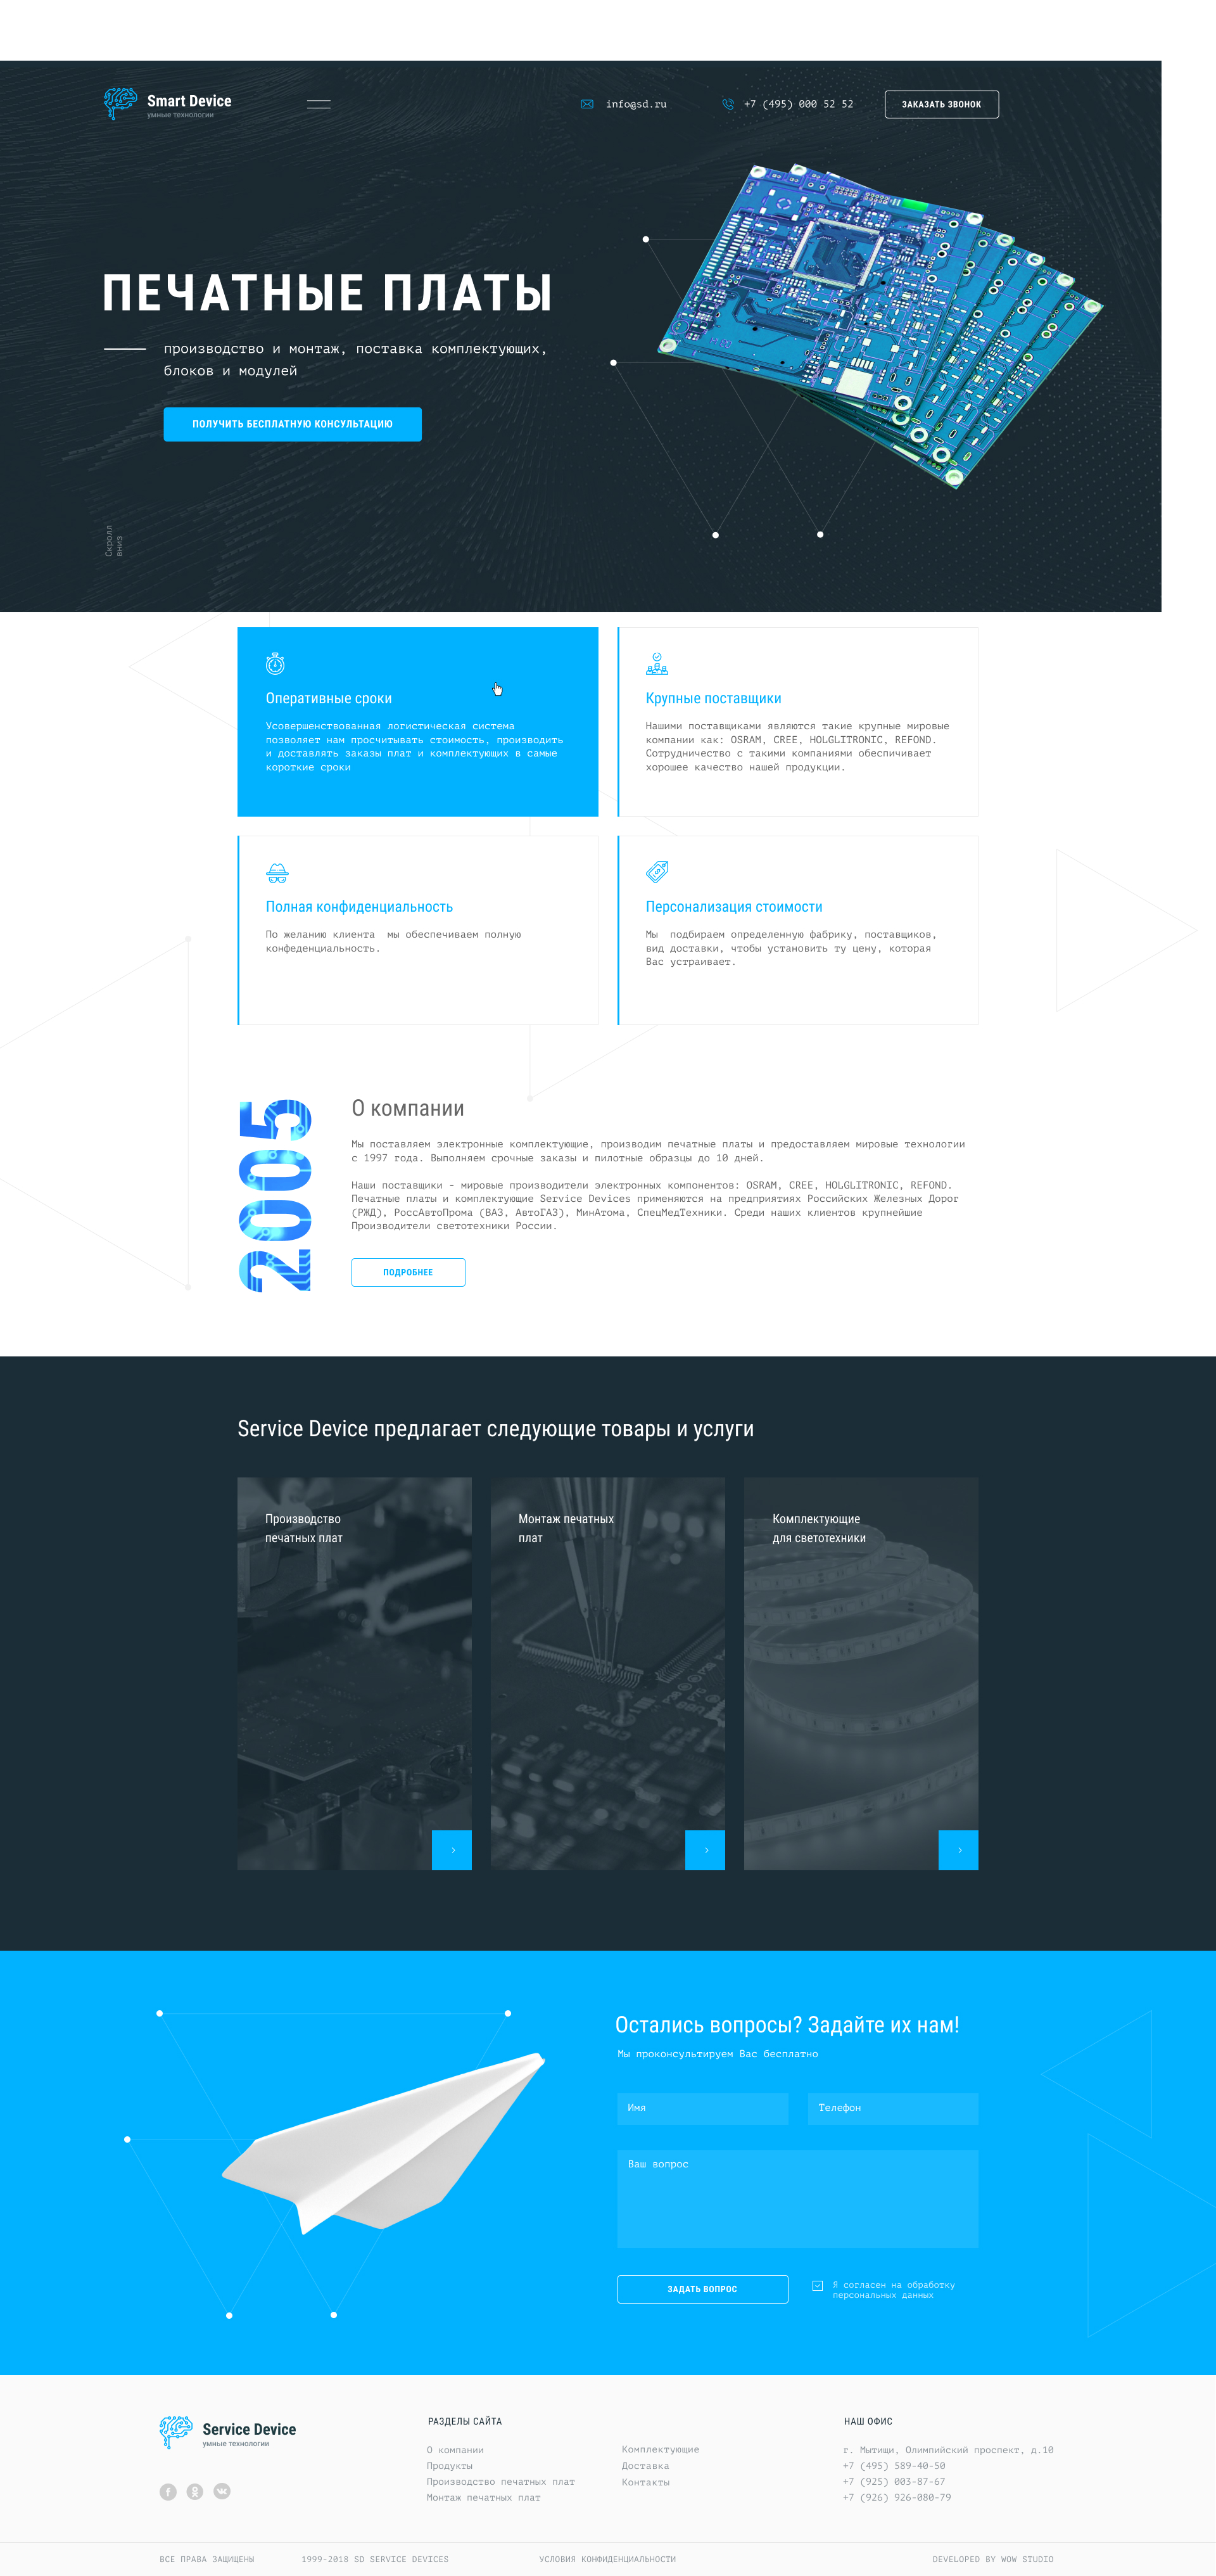 Smart Device
умные технологии
info@sd.ru
+7 (495) 000 52 52
ЗАКАЗАТЬ ЗВОНОК
ПЕЧАТНЫЕ ПЛАТЫ
производство и монтаж, поставка комплектующих,
блоков и модулей
ПОЛУЧИТЬ БЕСПЛАТНУЮ КОНСУЛЬТАЦИЮ
Скролл
вниз
Оперативные сроки
Усовершенствованная логистическая система
позволяет нам просчитывать стоимость, производить
и доставлять заказы плат и комплектующих в самые
короткие сроки
Крупные поставщики
Нашими поставщиками являются такие крупные мировые
компании как: OSRAM, CREE, HOLGLITRONIC, REFOND.
Сотрудничество с такими компаниями обеспичивает
хорошее качество нашей продукции.
Полная конфиденциальность
По желанию клиента  мы обеспечиваем полную
конфеденциальность.
Персонализация стоимости
Мы  подбираем определенную фабрику, поставщиков,
вид доставки, чтобы установить ту цену, которая
Вас устраивает.
2005
О компании
Мы поставляем электронные комплектующие, производим печатные платы и предоставляем мировые технологии
с 1997 года. Выполняем срочные заказы и пилотные образцы до 10 дней.
Наши поставщики - мировые производители электронных компонентов: OSRAM, CREE, HOLGLITRONIC, REFOND.
Печатные платы и комплектующие Service Devices применяются на предприятиях Российских Железных Дорог
(РЖД), РоссАвтоПрома (ВАЗ, АвтоГАЗ), МинАтома, СпецМедТехники. Среди наших клиентов крупнейшие
Производители светотехники России.
ПОДРОБНЕЕ
Service Device предлагает следующие товары и услуги
Производство
печатных плат
Монтаж печатных
плат
Комплектующие
для светотехники
TP20
Остались вопросы? Задайте их нам!
Мы проконсультируем Вас бесплатно
Имя
Телефон
Ваш вопрос
ЗАДАТЬ ВОПРОС
Я согласен на обработку
персональных данных
Service Device
умные технологии
РАЗДЕЛЫ САЙТА
О компании
Продукты
Производство печатных плат
Монтаж печатных плат
Комплектующие
Доставка
Контакты
НАШ ОФИС
г. Мытищи, Олимпийский проспект, д.10
+7 (495) 589-40-50
+7 (925) 003-87-67
+7 (926) 926-080-79
ВСЕ ПРАВА ЗАЩИЩЕНЫ
1999-2018 SD SERVICE DEVICES
УСЛОВИЯ КОНФИДЕНЦИАЛЬНОСТИ
DEVELOPED BY WOW STUDIO